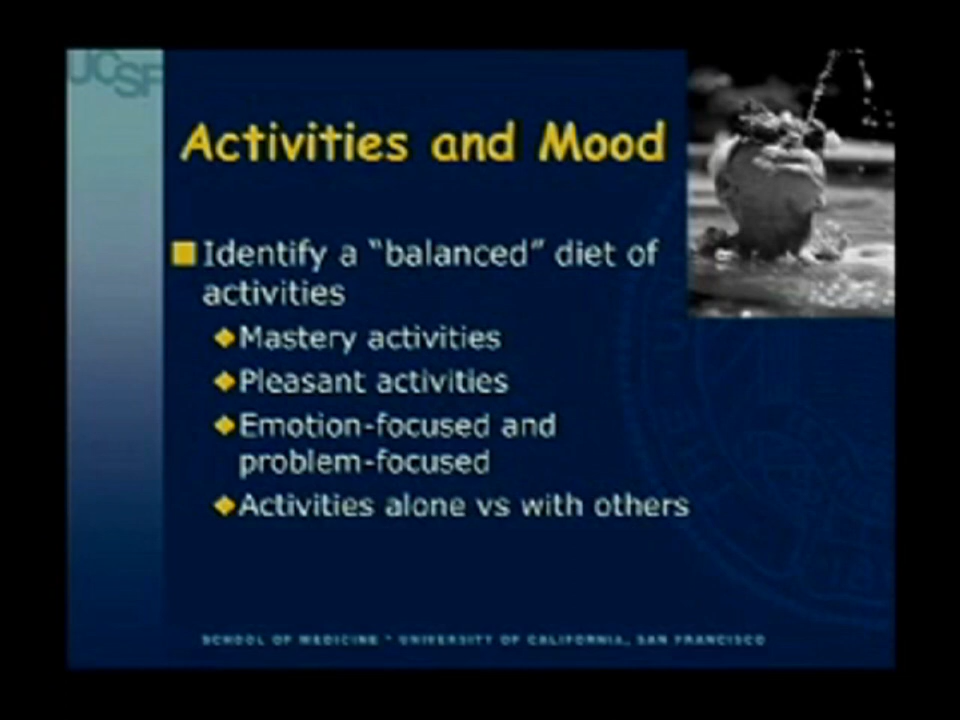 UCSF
Activities and Mood
Identify a “balanced” diet of
activities
Mastery activities
Pleasant activities
Emotion-focused and
problem-focused
Activities alone vs with others
SCHOOL OF MEDICINE * UNIVERSITY OF CALIFORNIA, SAN FRANCISCO